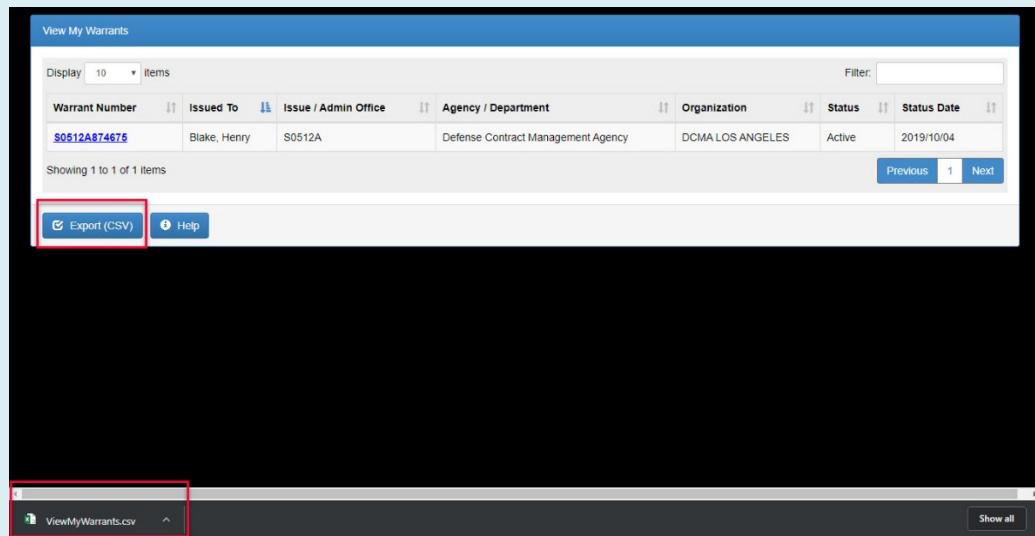 View My Warrants
Display 10 items
Filter:
Warrant Number Issued To Issue / Admin Office Agency / Department Organization Status Status Date
S0512A874675 Blake, Henry S0512A Defense Contract Management Agency DCMA LOS ANGELES Active 2019/10/04
Showing 1 to 1 of 1 items
Previous 1 Next
Export (CSV) Help
ViewMyWarrants.csv
Show all